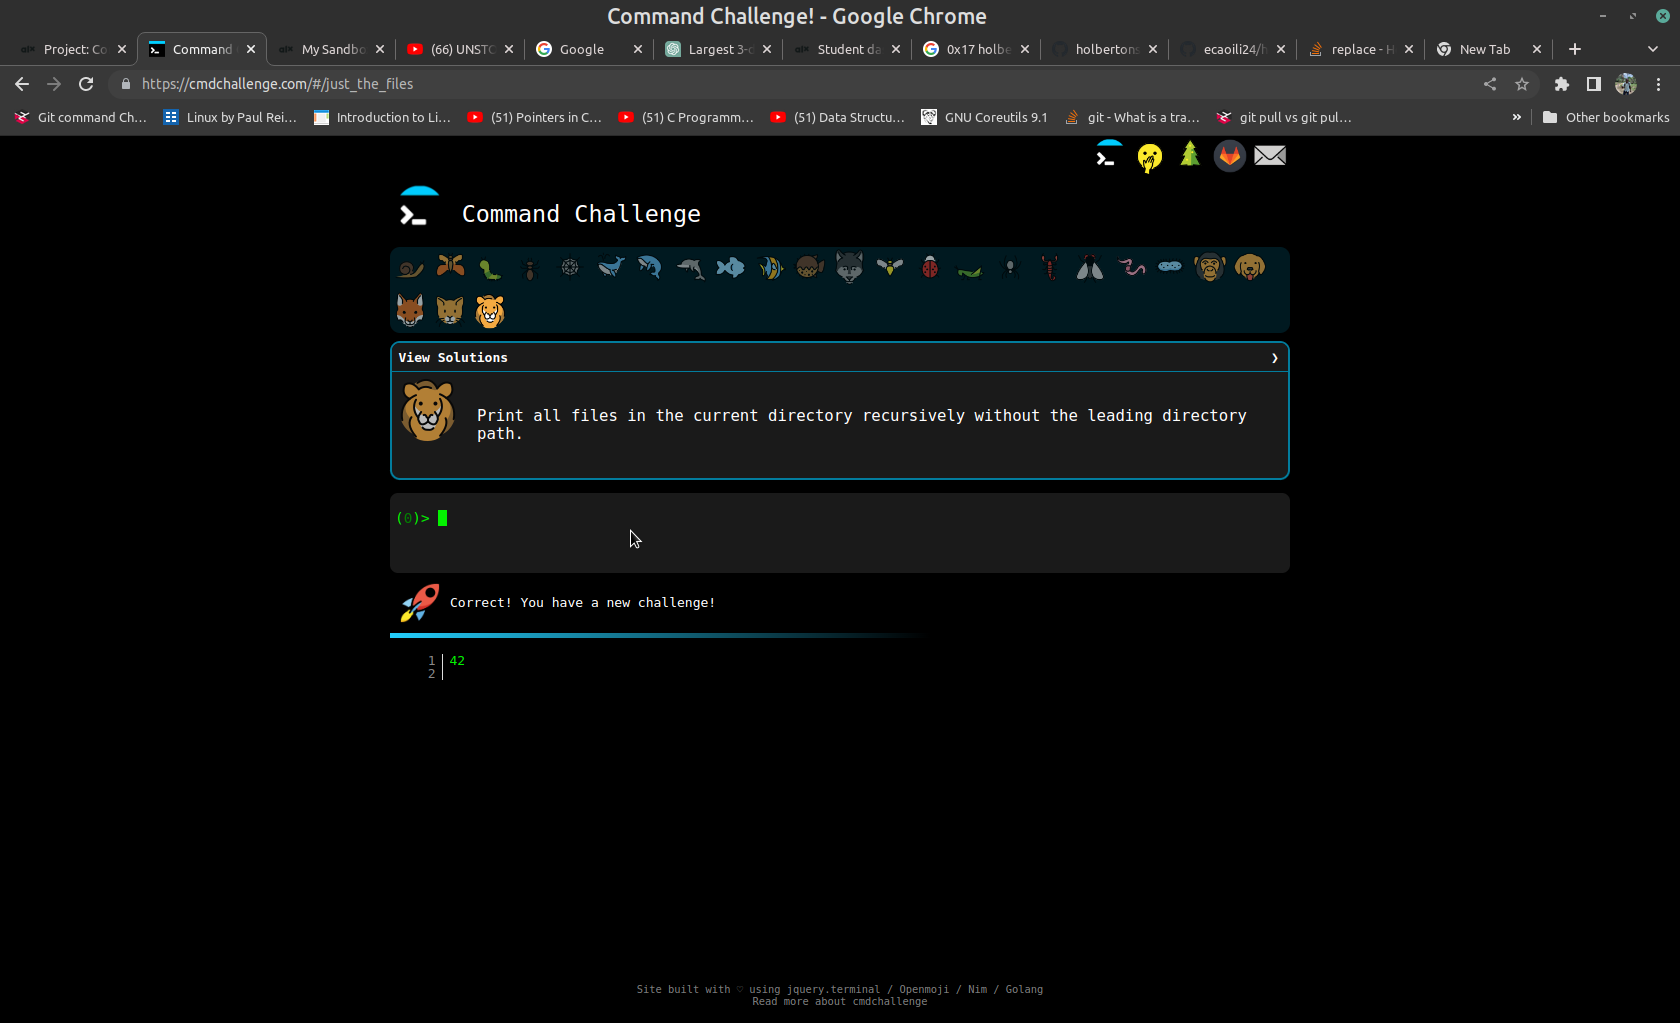 Command Challenge! - Google Chrome
Project: Co
Command
My Sandbo
(66) UNSTC
Google
Largest 3-d
Student da
0x17 holbe
holbertons
ecaoili24/h
replace - H
New Tab
https://cmdchallenge.com/#/just_the_files
Git command Ch...
Linux by Paul Rei...
Introduction to Li...
(51) Pointers in C...
(51) C Programm...
(51) Data Structu...
GNU Coreutils 9.1
git - What is a tra...
git pull vs git pul...
»
Other bookmarks
Command Challenge
View Solutions
Print all files in the current directory recursively without the leading directory
path.
(0)>
Correct! You have a new challenge!
1 42
2
Site built with ♡ using jquery.terminal / Openmoji / Nim / Golang
Read more about cmdchallenge